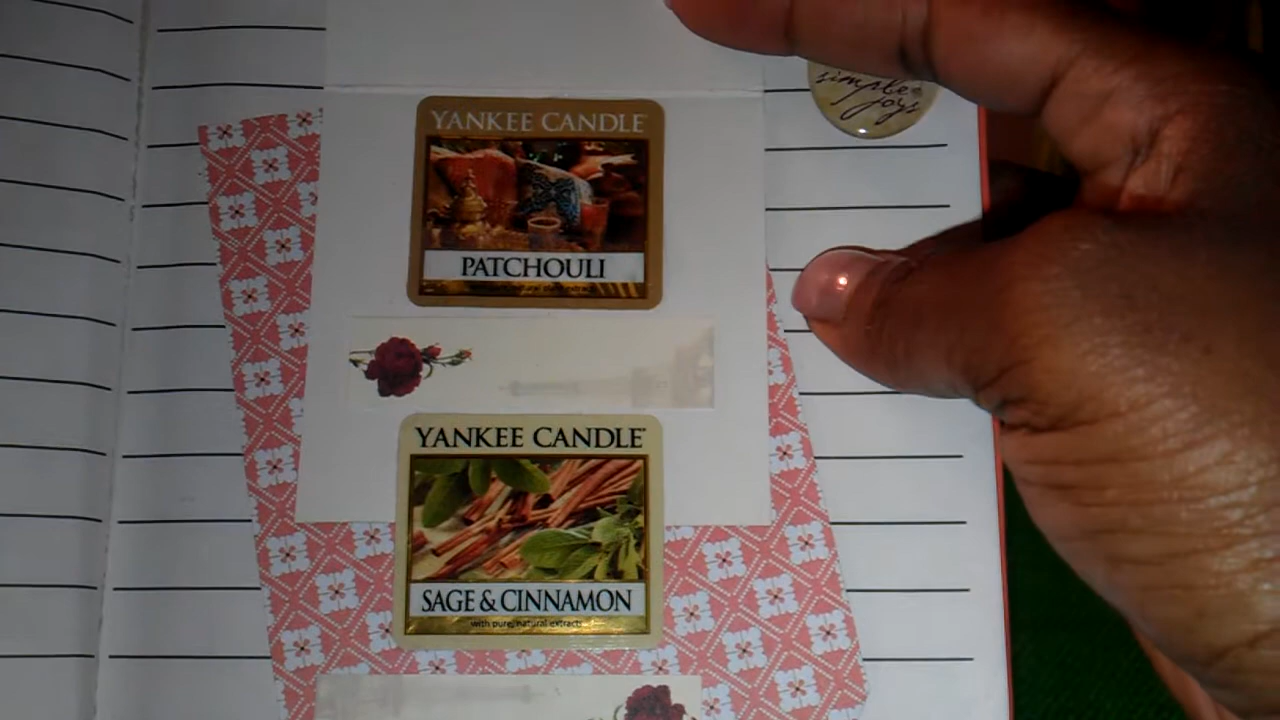 simple
joys
YANKEE CANDLE
PATCHOULI
YANKEE CANDLE
SAGE & CINNAMON
with pure, natural extracts